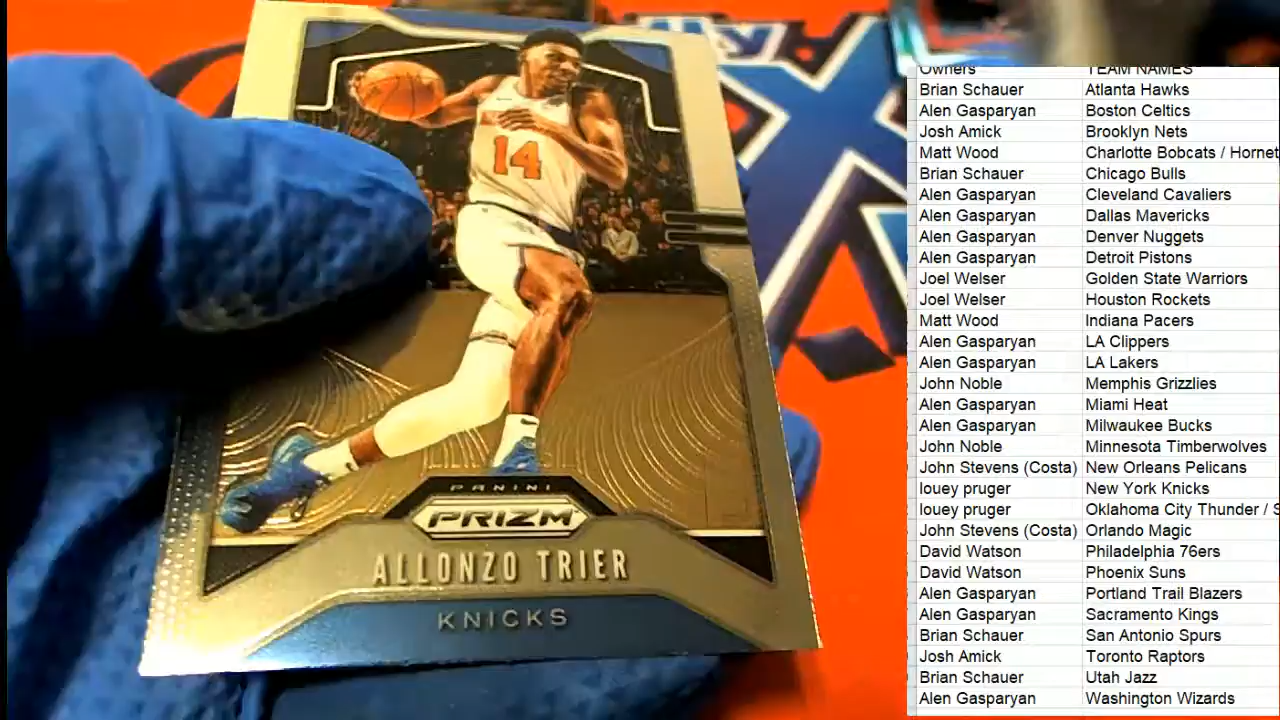 14
PANINI
PRIZM
ALLONZO TRIER
KNICKS
Owners TEAM NAMES
Brian Schauer Atlanta Hawks
Alen Gasparyan Boston Celtics
Josh Amick Brooklyn Nets
Matt Wood Charlotte Bobcats / Hornet
Brian Schauer Chicago Bulls
Alen Gasparyan Cleveland Cavaliers
Alen Gasparyan Dallas Mavericks
Alen Gasparyan Denver Nuggets
Alen Gasparyan Detroit Pistons
Joel Welser Golden State Warriors
Joel Welser Houston Rockets
Matt Wood Indiana Pacers
Alen Gasparyan LA Clippers
Alen Gasparyan LA Lakers
John Noble Memphis Grizzlies
Alen Gasparyan Miami Heat
Alen Gasparyan Milwaukee Bucks
John Noble Minnesota Timberwolves
John Stevens (Costa) New Orleans Pelicans
louey pruger New York Knicks
louey pruger Oklahoma City Thunder / S
John Stevens (Costa) Orlando Magic
David Watson Philadelphia 76ers
David Watson Phoenix Suns
Alen Gasparyan Portland Trail Blazers
Alen Gasparyan Sacramento Kings
Brian Schauer San Antonio Spurs
Josh Amick Toronto Raptors
Brian Schauer Utah Jazz
Alen Gasparyan Washington Wizards